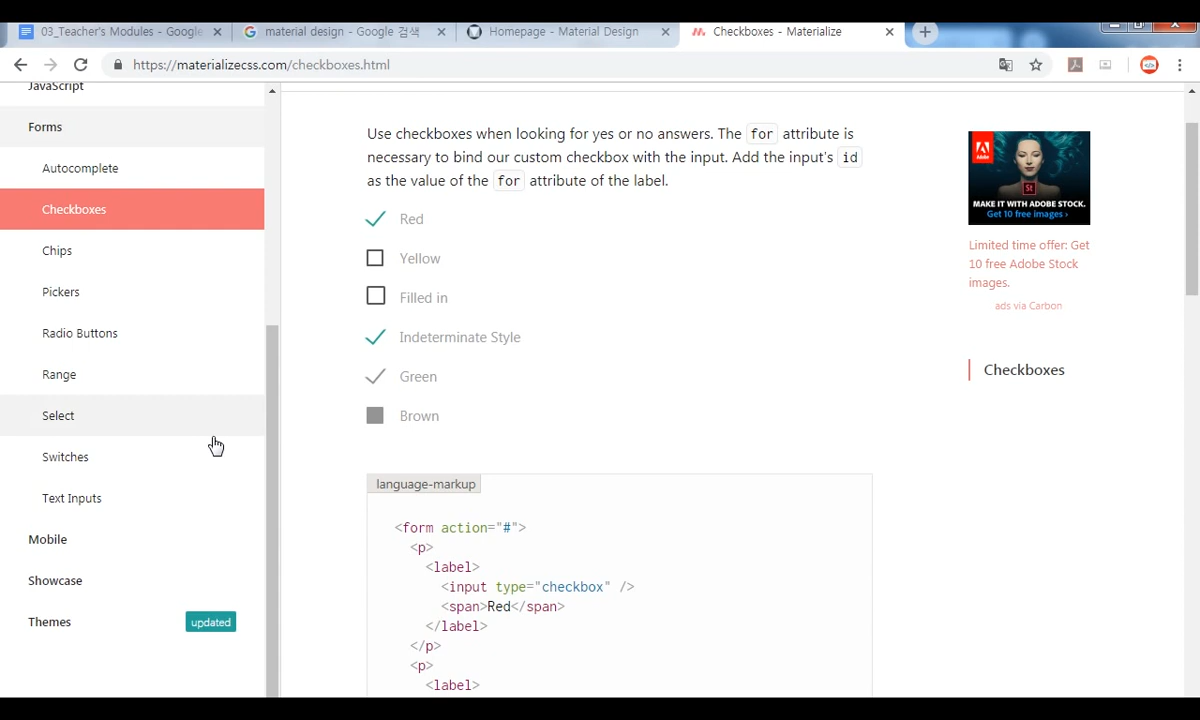 03_Teacher's Modules - Google
material design - Google 검색
Homepage - Material Design
Checkboxes - Materialize
https://materializecss.com/checkboxes.html
JavaScript
Forms
Autocomplete
Checkboxes
Chips
Pickers
Radio Buttons
Range
Select
Switches
Text Inputs
Mobile
Showcase
Themes
updated
Use checkboxes when looking for yes or no answers. The for attribute is
necessary to bind our custom checkbox with the input. Add the input's id
as the value of the for attribute of the label.
Red
Yellow
Filled in
Indeterminate Style
Green
Brown
language-markup
<form action="#">
<p>
<label>
<input type="checkbox" />
<span>Red</span>
</label>
</p>
<p>
<label>
Adobe
St
MAKE IT WITH ADOBE STOCK.
Get 10 free images ›
Limited time offer: Get
10 free Adobe Stock
images.
ads via Carbon
Checkboxes